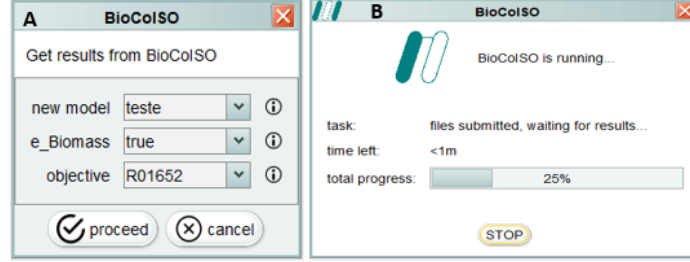 A
BioCoISO
Get results from BioCoISO
new model teste
e_Biomass true
objective R01652
proceed cancel
B
BioCoISO
BioCoISO is running...
task: files submitted, waiting for results...
time left: <1m
total progress: 25%
STOP